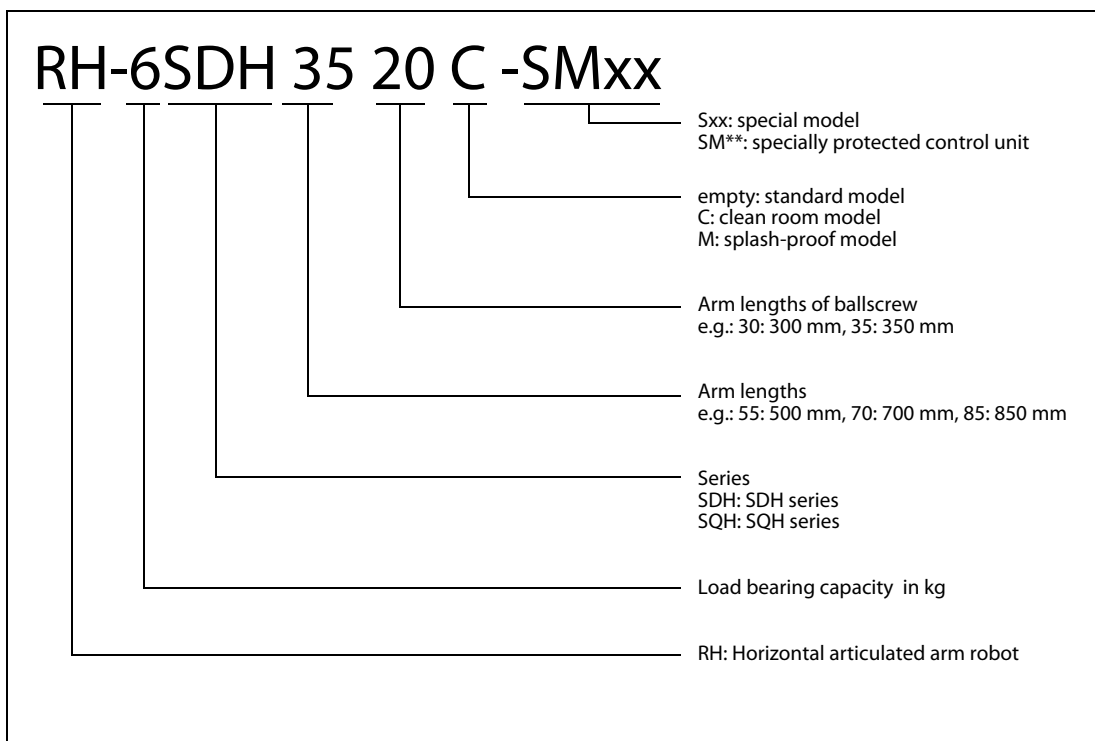 RH-6SDH 35 20 C -SMxx
Sxx: special model
SM**: specially protected control unit
empty: standard model
C: clean room model
M: splash-proof model
Arm lengths of ballscrew
e.g.: 30: 300 mm, 35: 350 mm
Arm lengths
e.g.: 55: 500 mm, 70: 700 mm, 85: 850 mm
Series
SDH: SDH series
SQH: SQH series
Load bearing capacity  in kg
RH: Horizontal articulated arm robot